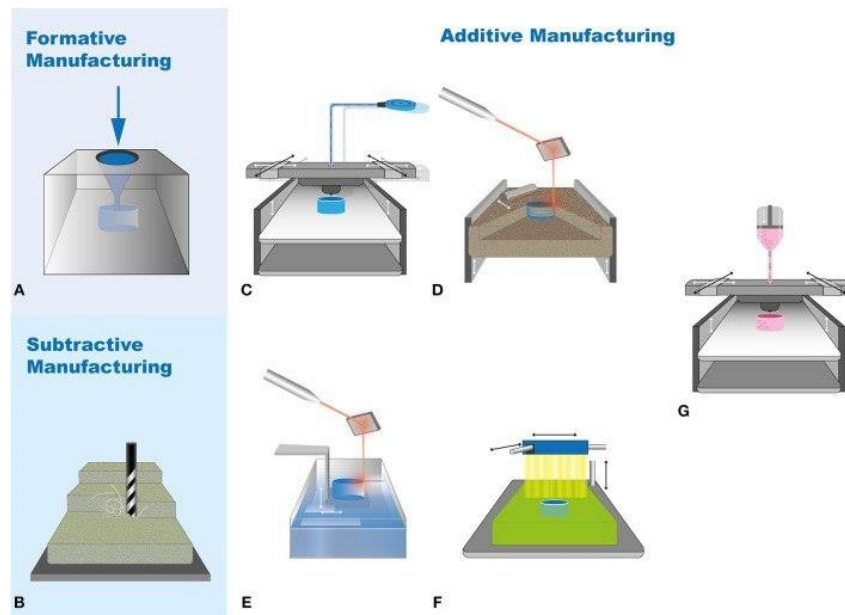 Formative
Manufacturing
Additive Manufacturing
A
C
D
Subtractive
Manufacturing
G
B
E
F